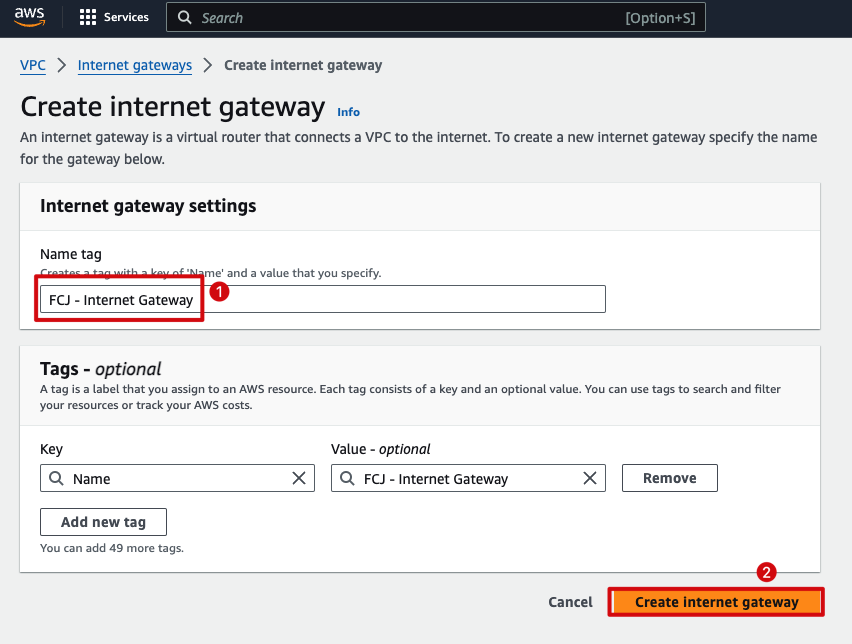 aws Services Search [Option+S]
VPC > Internet gateways > Create internet gateway
Create internet gateway Info
An internet gateway is a virtual router that connects a VPC to the internet. To create a new internet gateway specify the name
for the gateway below.
Internet gateway settings
Name tag
Creates a tag with a key of 'Name' and a value that you specify.
FCJ - Internet Gateway 1
Tags - optional
A tag is a label that you assign to an AWS resource. Each tag consists of a key and an optional value. You can use tags to search and filter
your resources or track your AWS costs.
Key Value - optional
Name FCJ - Internet Gateway Remove
Add new tag
You can add 49 more tags.
2
Cancel Create internet gateway